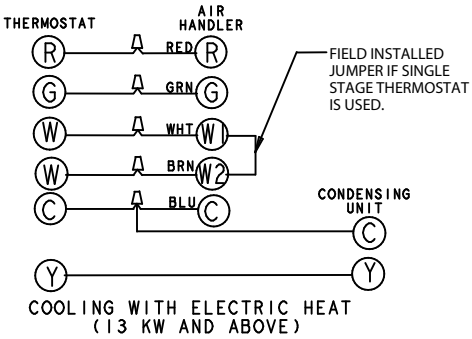 THERMOSTAT
AIR
HANDLER
R RED R
G GRN G
W WHT W1
W BRN W2
C BLU C
FIELD INSTALLED
JUMPER IF SINGLE
STAGE THERMOSTAT
IS USED.
CONDENSING
UNIT
C
Y Y
COOLING WITH ELECTRIC HEAT
(13 KW AND ABOVE)